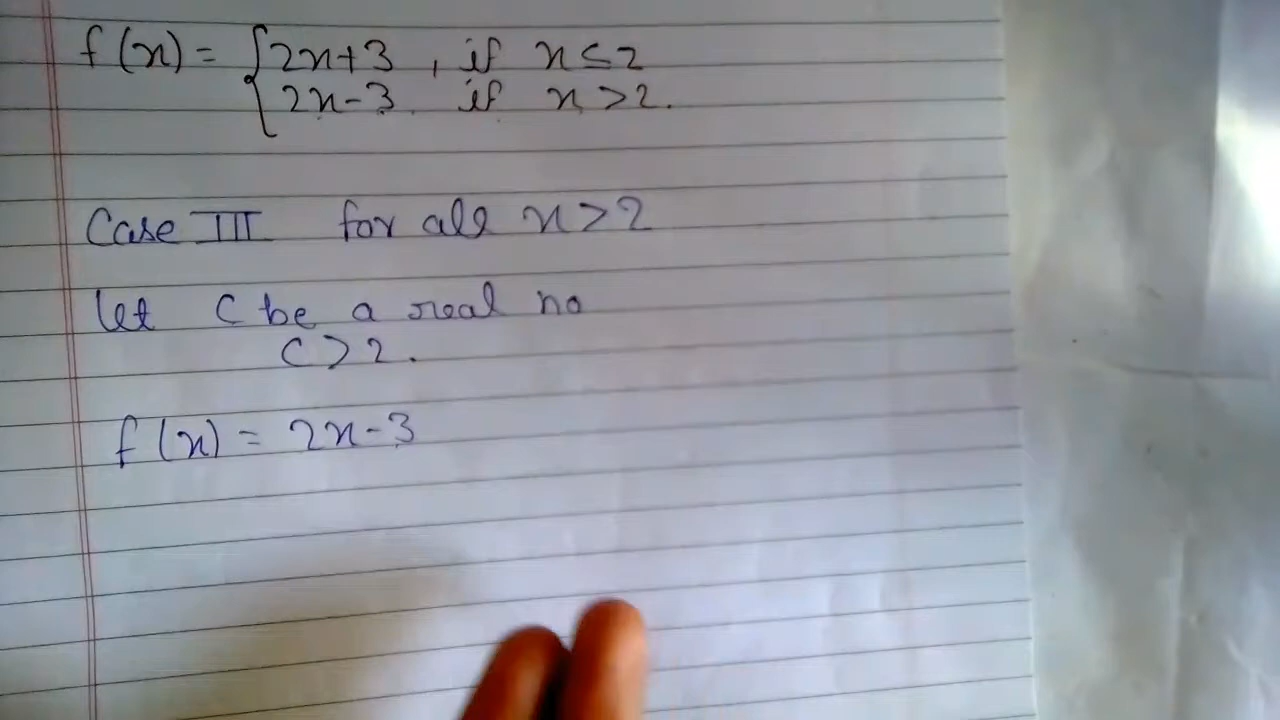 f(x) = { 2x+3 , if x ≤ 2
2x-3 if x > 2.
Case III for all x > 2
let C be a real no
C > 2.
f(x) = 2x-3